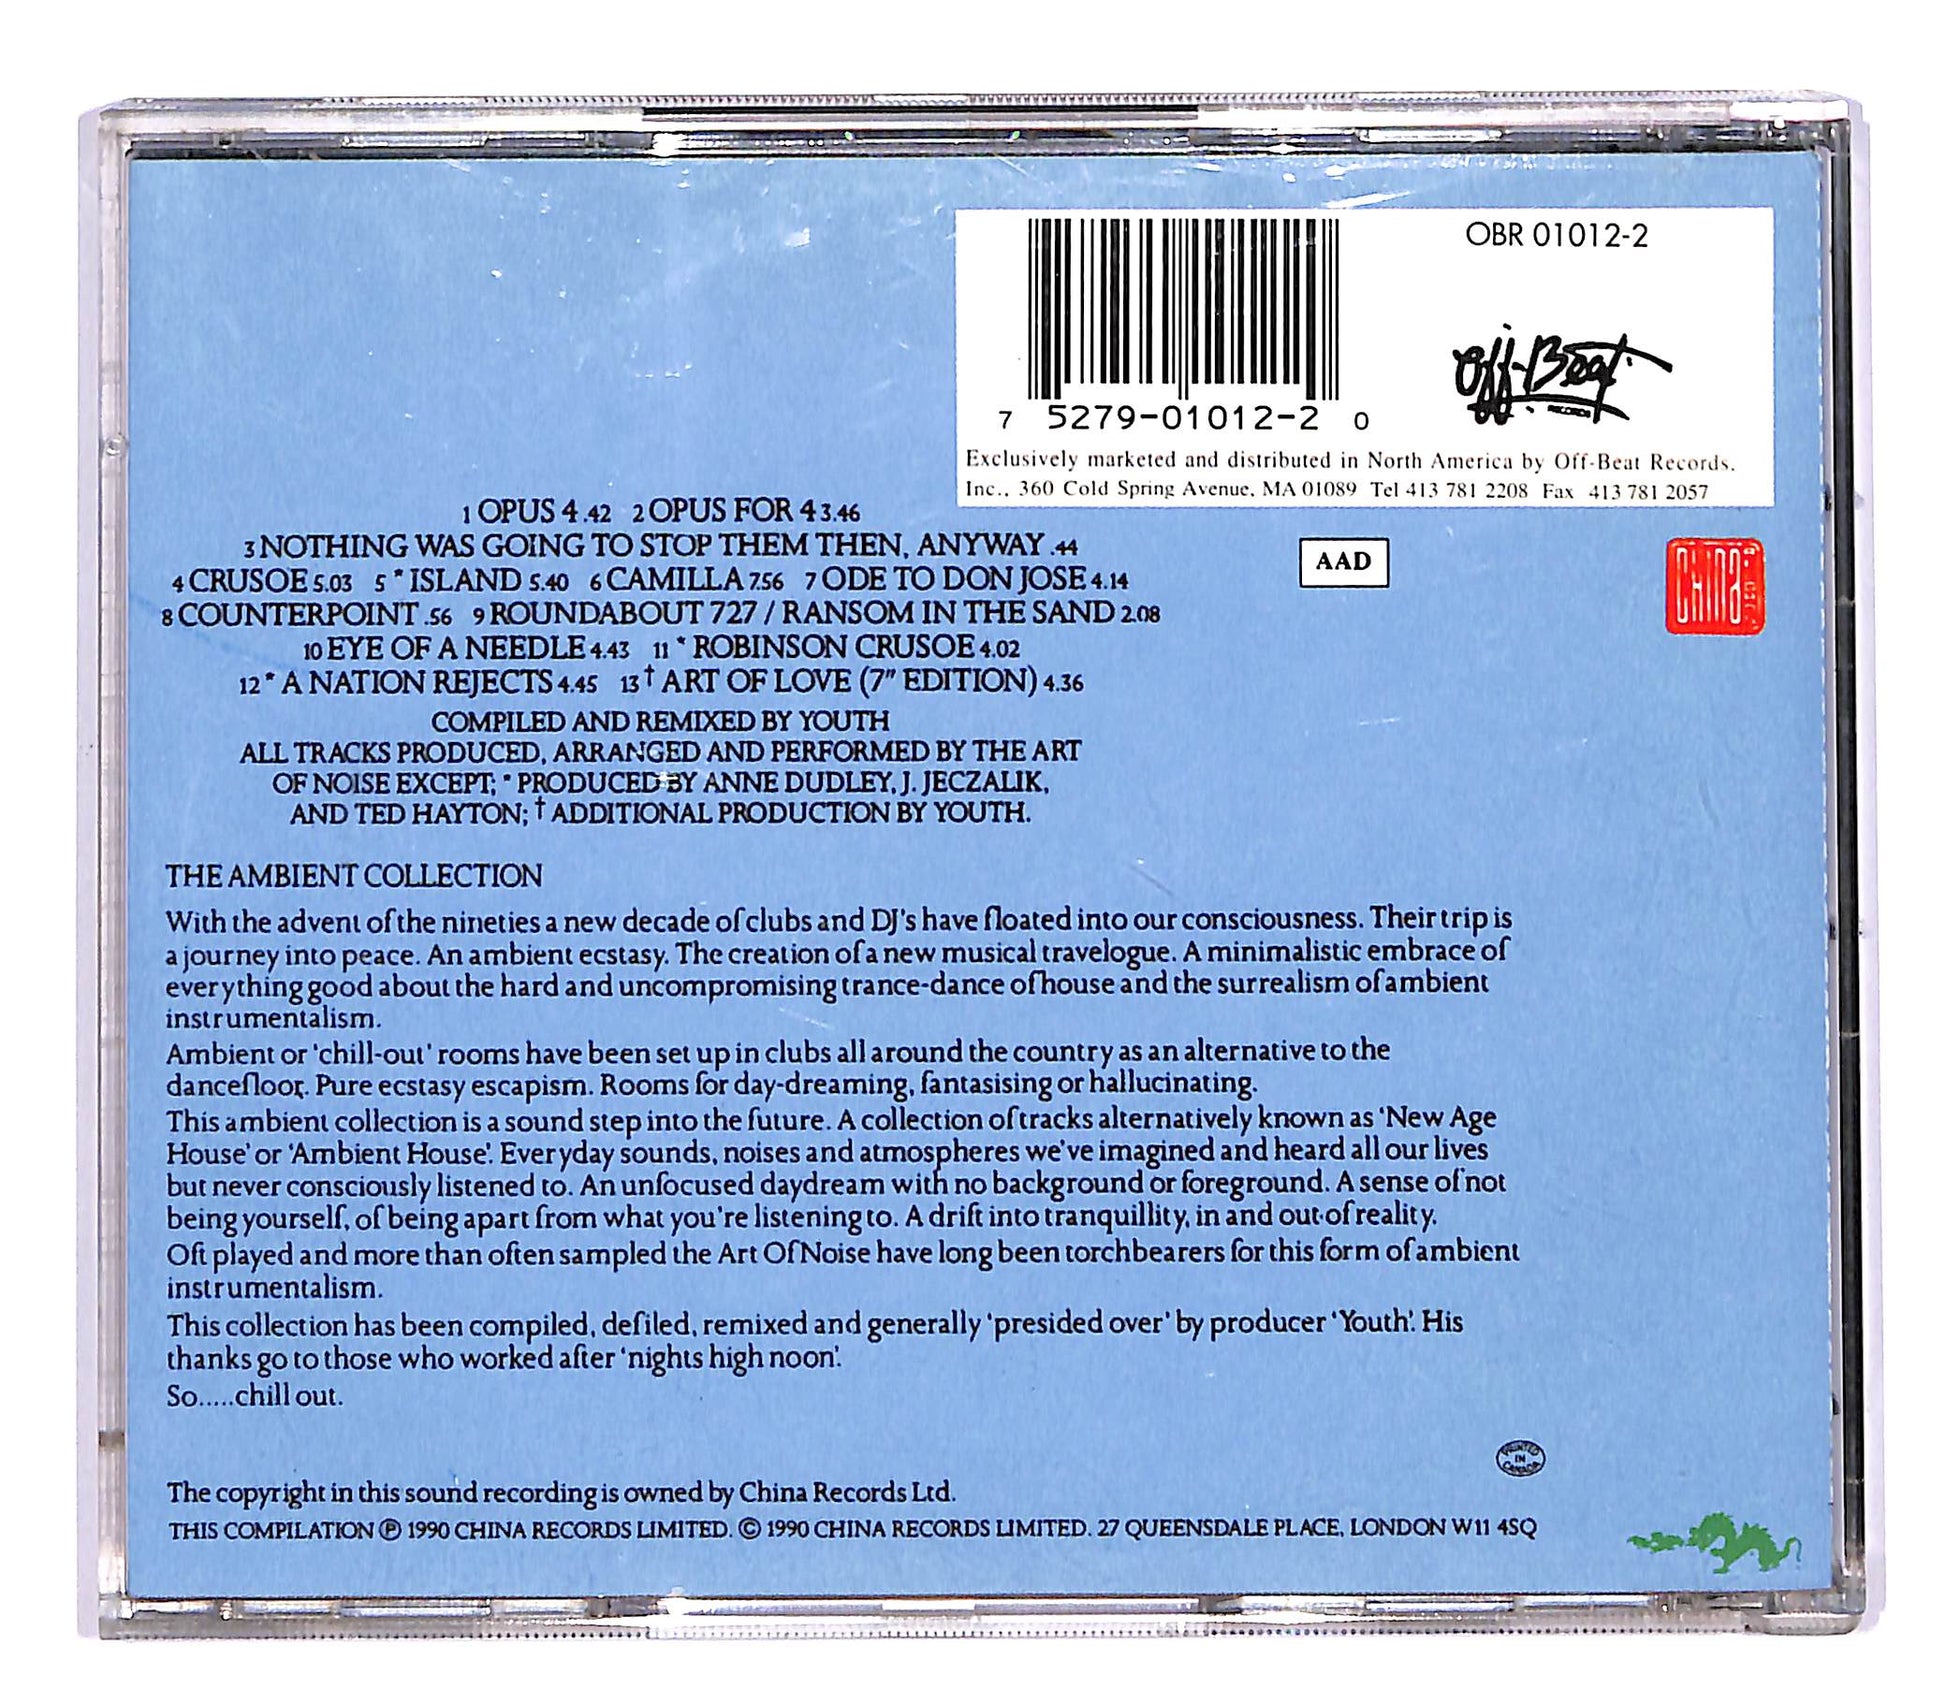 OBR 01012-2
Off-Beat
RECORDS
7 5279-01012-2 0
Exclusively marketed and distributed in North America by Off-Beat Records,
Inc., 360 Cold Spring Avenue, MA 01089 Tel 413 781 2208 Fax 413 781 2057
1 OPUS 4 .42 2 OPUS FOR 4 3.46
3 NOTHING WAS GOING TO STOP THEM THEN, ANYWAY .44
4 CRUSOE 5.03 5 * ISLAND 5.40 6 CAMILLA 7.56 7 ODE TO DON JOSE 4.14
8 COUNTERPOINT .56 9 ROUNDABOUT 727 / RANSOM IN THE SAND 2.08
10 EYE OF A NEEDLE 4.43 11 * ROBINSON CRUSOE 4.02
12 * A NATION REJECTS 4.45 13 † ART OF LOVE (7" EDITION) 4.36
AAD
CHINA
COMPILED AND REMIXED BY YOUTH
ALL TRACKS PRODUCED, ARRANGED AND PERFORMED BY THE ART
OF NOISE EXCEPT; * PRODUCED BY ANNE DUDLEY, J. JECZALIK,
AND TED HAYTON; † ADDITIONAL PRODUCTION BY YOUTH.
THE AMBIENT COLLECTION
With the advent of the nineties a new decade of clubs and DJ's have floated into our consciousness. Their trip is
a journey into peace. An ambient ecstasy. The creation of a new musical travelogue. A minimalistic embrace of
everything good about the hard and uncompromising trance-dance of house and the surrealism of ambient
instrumentalism.
Ambient or 'chill-out' rooms have been set up in clubs all around the country as an alternative to the
dancefloor. Pure ecstasy escapism. Rooms for day-dreaming, fantasising or hallucinating.
This ambient collection is a sound step into the future. A collection of tracks alternatively known as 'New Age
House' or 'Ambient House'. Everyday sounds, noises and atmospheres we've imagined and heard all our lives
but never consciously listened to. An unfocused daydream with no background or foreground. A sense of not
being yourself, of being apart from what you're listening to. A drift into tranquillity, in and out of reality.
Oft played and more than often sampled the Art Of Noise have long been torchbearers for this form of ambient
instrumentalism.
This collection has been compiled, defiled, remixed and generally 'presided over' by producer 'Youth'. His
thanks go to those who worked after 'nights high noon'.
So.....chill out.
PRINTED
IN
CANADA
The copyright in this sound recording is owned by China Records Ltd.
THIS COMPILATION ℗ 1990 CHINA RECORDS LIMITED. © 1990 CHINA RECORDS LIMITED. 27 QUEENSDALE PLACE, LONDON W11 4SQ